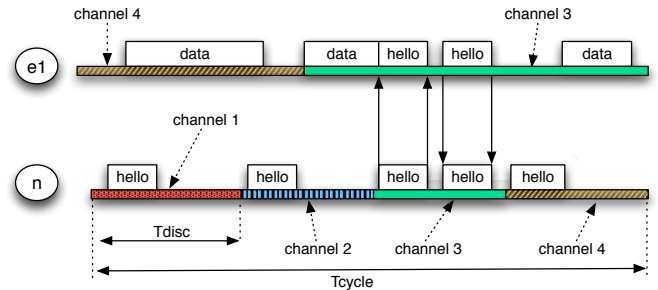 channel 4
channel 3
e1
data
data
hello
hello
data
channel 1
n
hello
hello
hello
hello
hello
Tdisc
channel 2
channel 3
channel 4
Tcycle